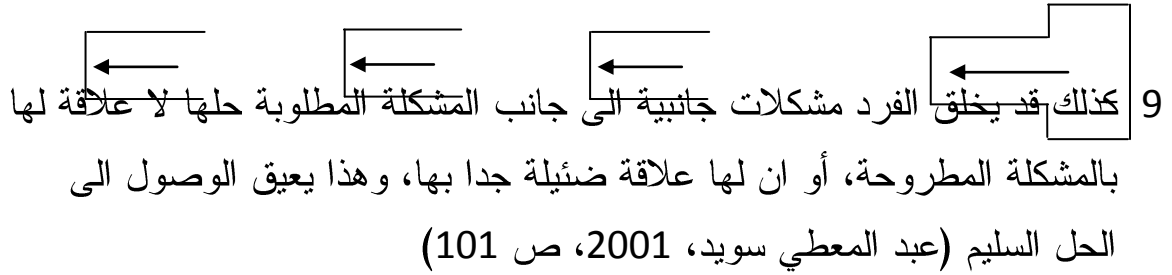 9 كذلك قد يخلق الفرد مشكلات جانبية الى جانب المشكلة المطلوبة حلها لا علاقة لها
بالمشكلة المطروحة، أو ان لها علاقة ضئيلة جدا بها، وهذا يعيق الوصول الى
الحل السليم (عبد المعطي سويد، 2001، ص 101)